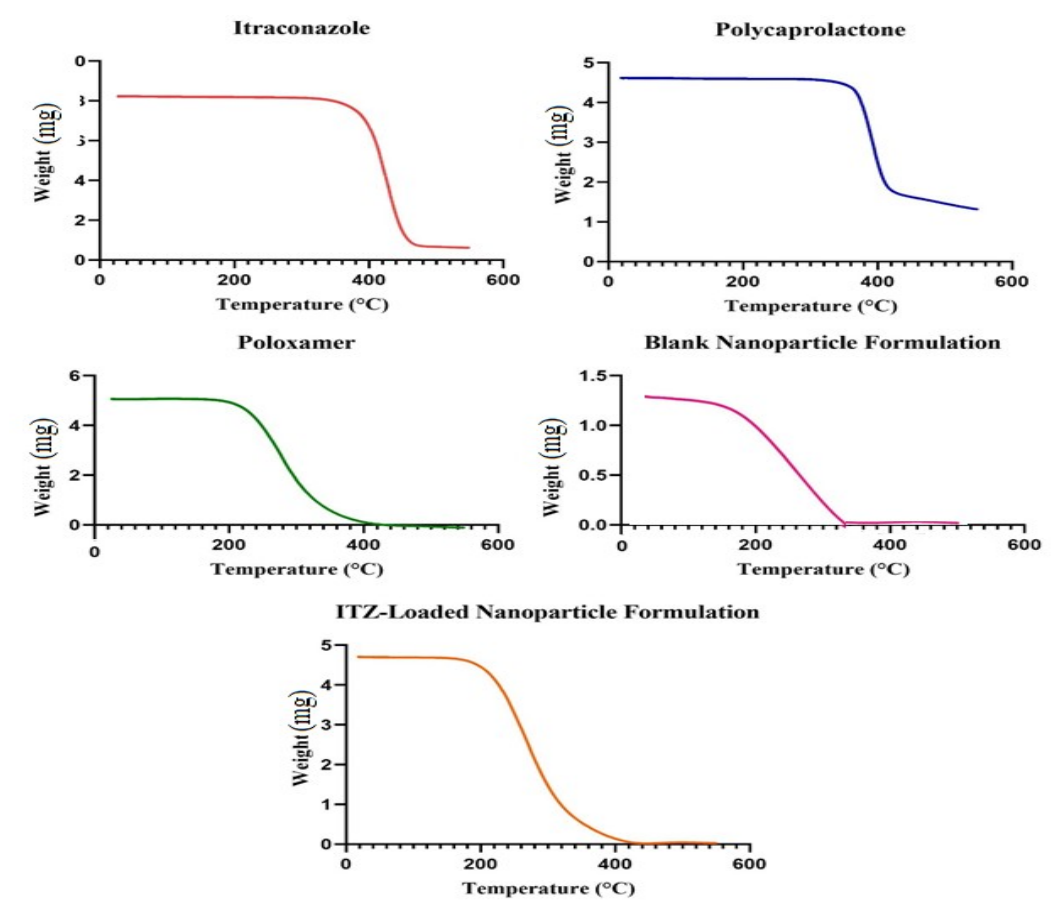 Itraconazole
0
4
2
0
Weight (mg)
0 200 400 600
Temperature (°C)
Polycaprolactone
5
4
3
2
1
0
Weight (mg)
0 200 400 600
Temperature (°C)
Poloxamer
6
4
2
0
Weight (mg)
0 200 400 600
Temperature (°C)
Blank Nanoparticle Formulation
1.5
1.0
0.5
0.0
Weight (mg)
0 200 400 600
Temperature (°C)
ITZ-Loaded Nanoparticle Formulation
5
4
3
2
1
0
Weight (mg)
0 200 400 600
Temperature (°C)